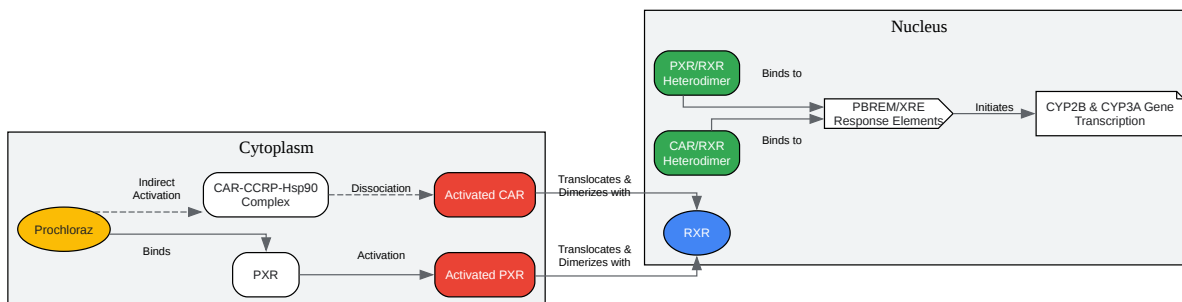 Nucleus
PXR/RXR
Heterodimer
Binds to
PBREM/XRE
Response Elements
Initiates
CYP2B & CYP3A Gene
Transcription
CAR/RXR
Heterodimer
Binds to
Cytoplasm
Indirect
Activation
CAR-CCRP-Hsp90
Complex
Dissociation
Activated CAR
Translocates &
Dimerizes with
Prochloraz
RXR
Binds
PXR
Activation
Activated PXR
Translocates &
Dimerizes with